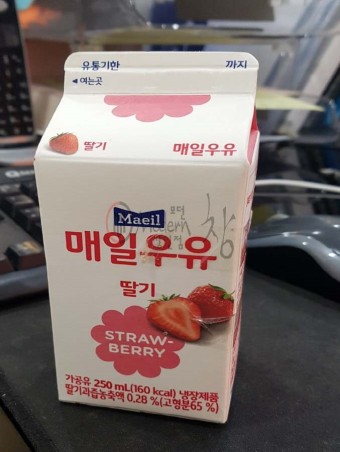 유통기한 까지
◀ 여는곳
딸기 매일우유
Maeil
매일우유
딸기
STRAW-
BERRY
가공유 250 mL(160 kcal) 냉장제품
딸기과즙농축액 0.28 %(고형분65 %)